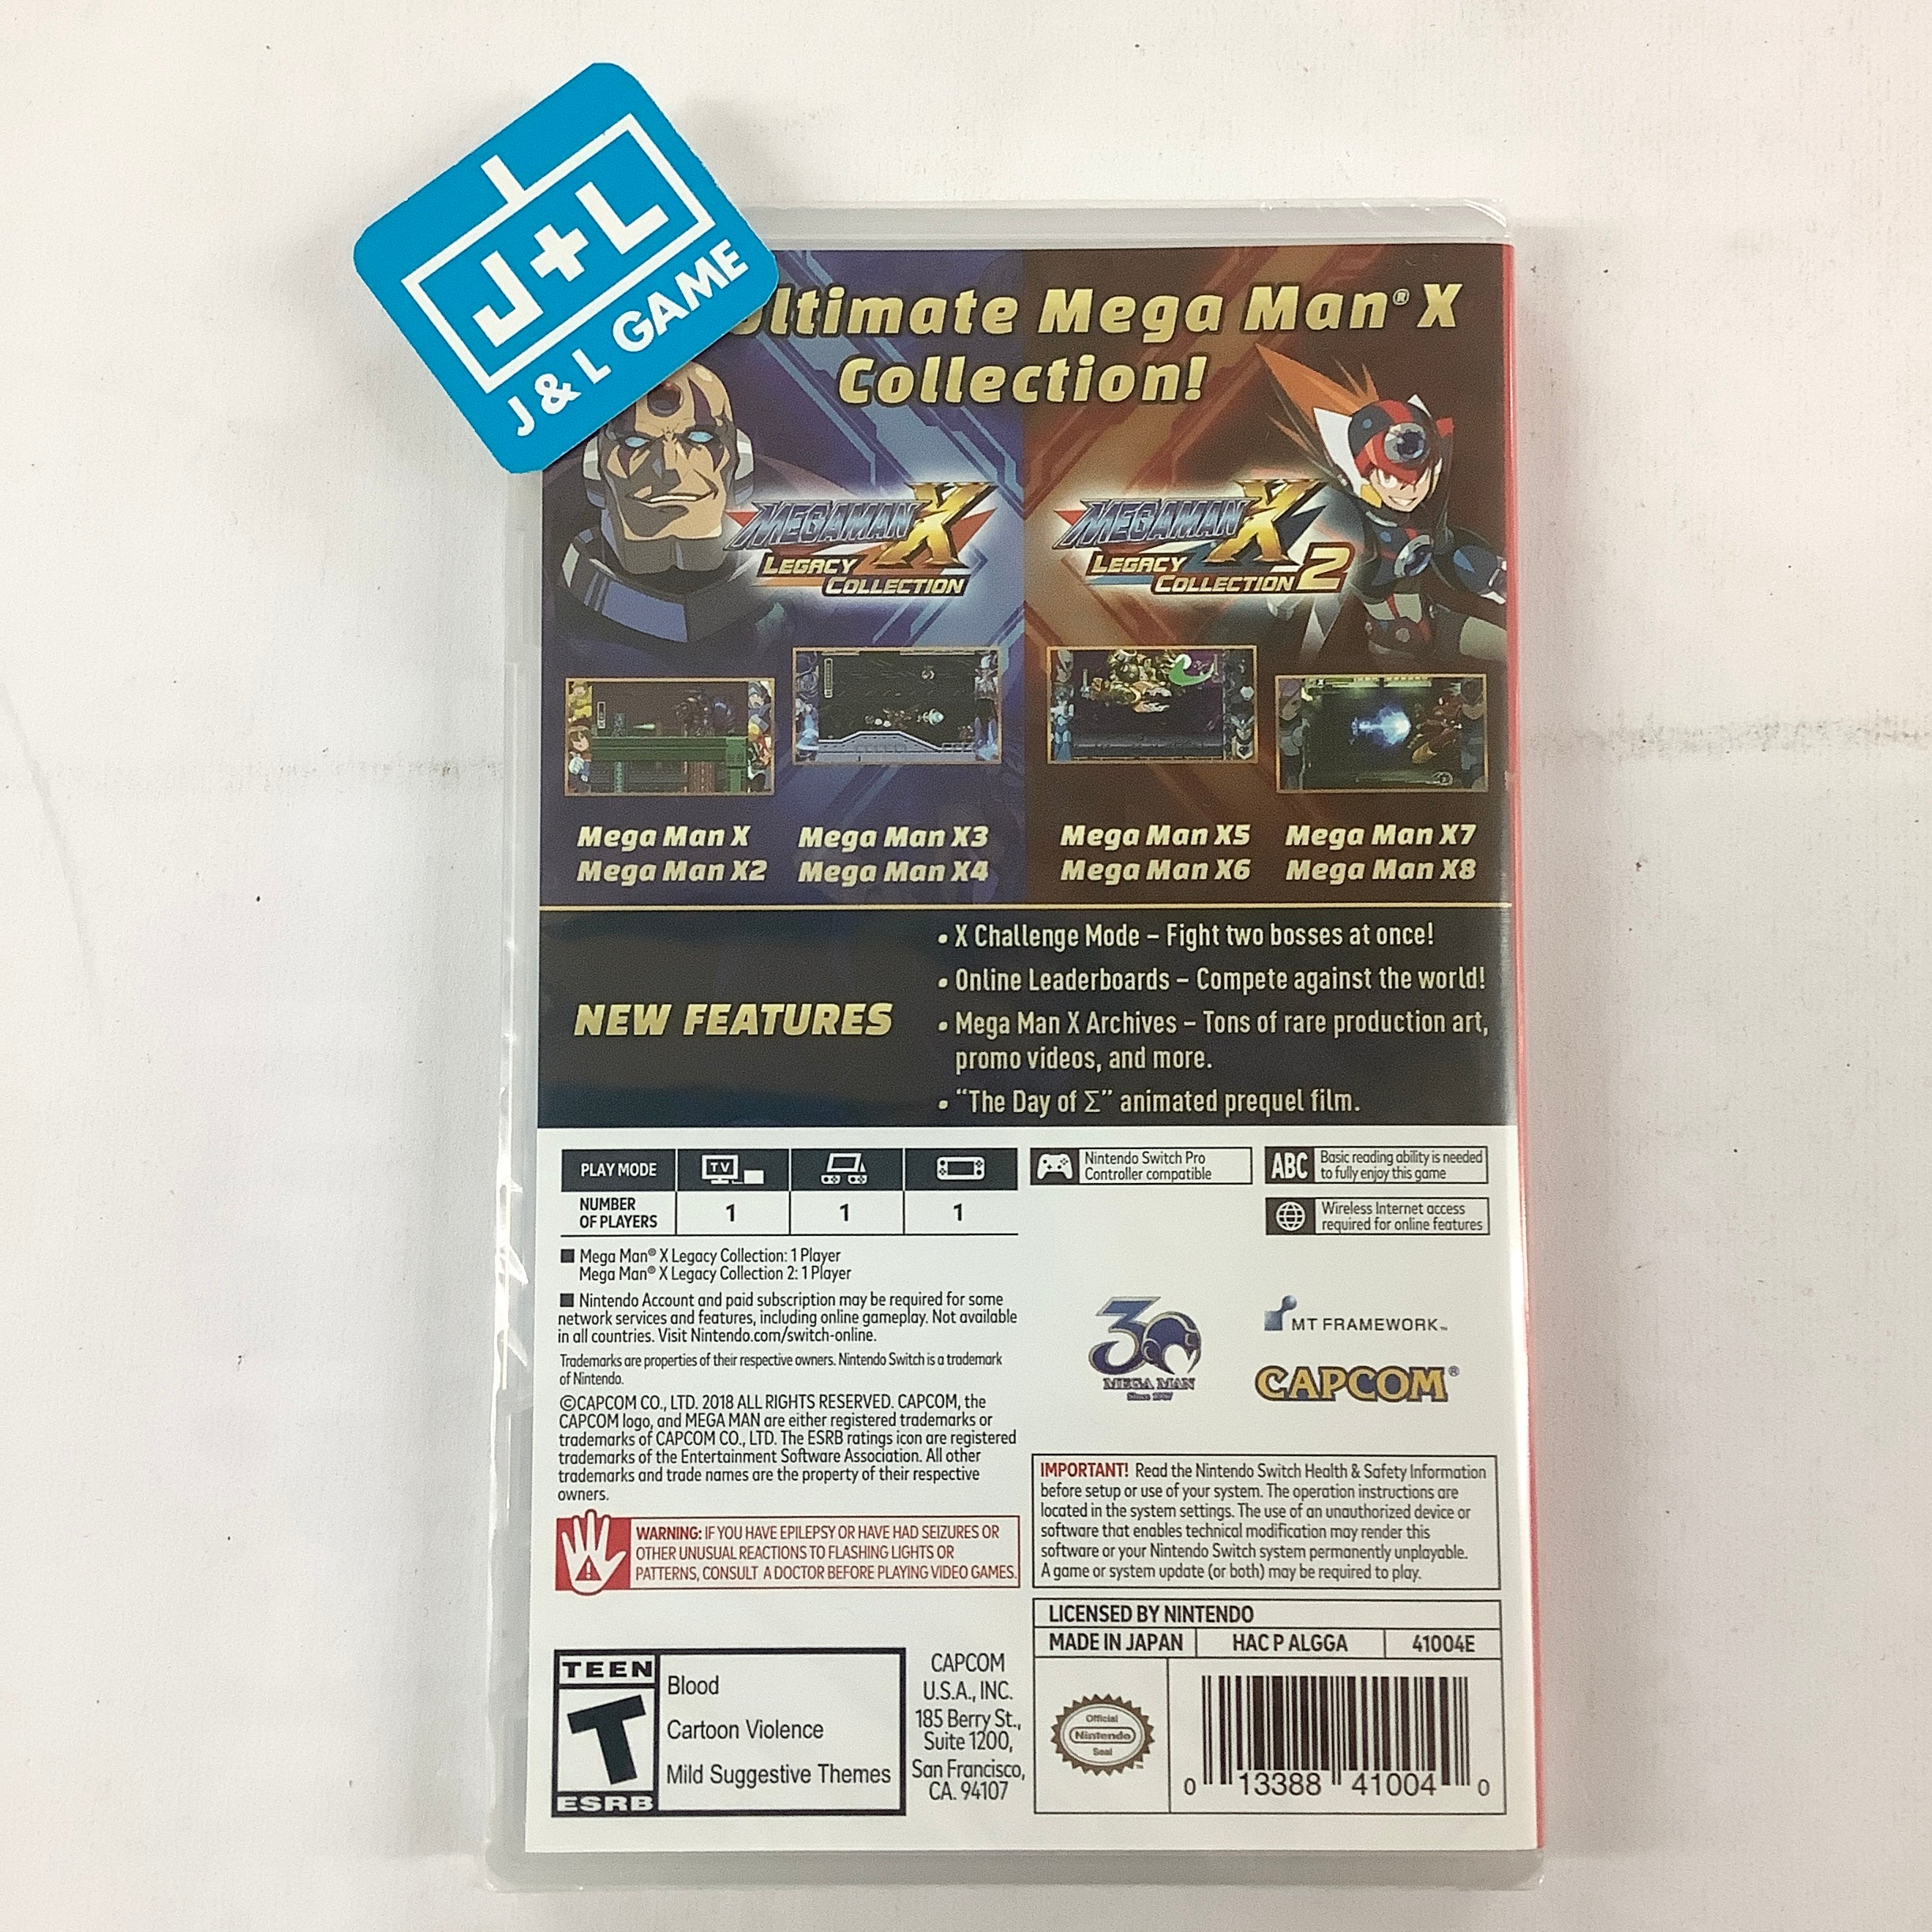 J+L
J & L GAME
ltimate Mega Man® X
Collection!
MEGAMAN X
LEGACY
COLLECTION
MEGAMAN X
LEGACY
COLLECTION 2
Mega Man X
Mega Man X2
Mega Man X3
Mega Man X4
Mega Man X5
Mega Man X6
Mega Man X7
Mega Man X8
NEW FEATURES
• X Challenge Mode – Fight two bosses at once!
• Online Leaderboards – Compete against the world!
• Mega Man X Archives – Tons of rare production art,
promo videos, and more.
• “The Day of Σ” animated prequel film.
PLAY MODE
TV
NUMBER
OF PLAYERS
1 1 1
Nintendo Switch Pro
Controller compatible
ABC
Basic reading ability is needed
to fully enjoy this game
Wireless Internet access
required for online features
■ Mega Man® X Legacy Collection: 1 Player
Mega Man® X Legacy Collection 2: 1 Player
■ Nintendo Account and paid subscription may be required for some
network services and features, including online gameplay. Not available
in all countries. Visit Nintendo.com/switch-online.
Trademarks are properties of their respective owners. Nintendo Switch is a trademark
of Nintendo.
©CAPCOM CO., LTD. 2018 ALL RIGHTS RESERVED. CAPCOM, the
CAPCOM logo, and MEGA MAN are either registered trademarks or
trademarks of CAPCOM CO., LTD. The ESRB ratings icon are registered
trademarks of the Entertainment Software Association. All other
trademarks and trade names are the property of their respective
owners.
30
MEGA MAN
Since 1987
MT FRAMEWORK™
CAPCOM®
WARNING: IF YOU HAVE EPILEPSY OR HAVE HAD SEIZURES OR
OTHER UNUSUAL REACTIONS TO FLASHING LIGHTS OR
PATTERNS, CONSULT A DOCTOR BEFORE PLAYING VIDEO GAMES.
IMPORTANT! Read the Nintendo Switch Health & Safety Information
before setup or use of your system. The operation instructions are
located in the system settings. The use of an unauthorized device or
software that enables technical modification may render this
software or your Nintendo Switch system permanently unplayable.
A game or system update (or both) may be required to play.
LICENSED BY NINTENDO
MADE IN JAPAN
HAC P ALGGA
41004E
TEEN
T
ESRB
Blood
Cartoon Violence
Mild Suggestive Themes
CAPCOM
U.S.A., INC.
185 Berry St.,
Suite 1200,
San Francisco,
CA. 94107
Official
Nintendo
Seal
0 13388 41004 0